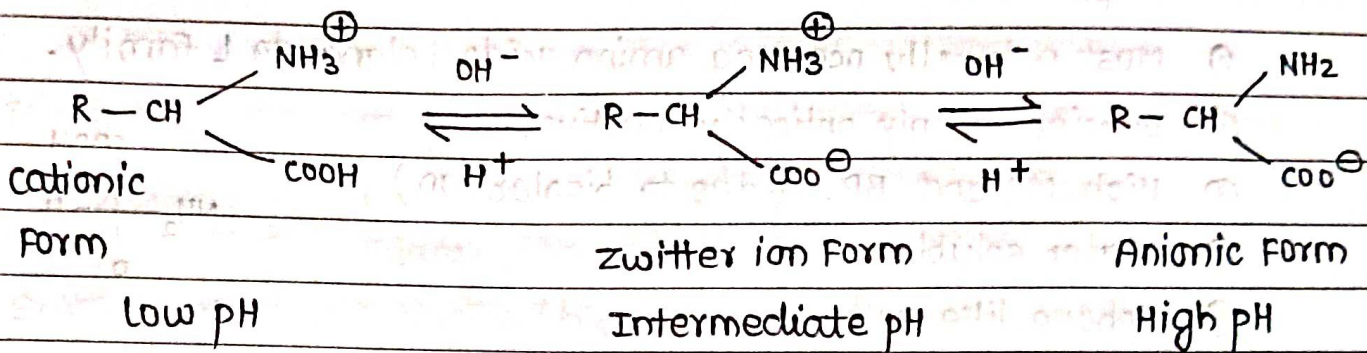 ⊕ ⊕
NH3 OH⁻ NH3 OH⁻ NH2
R — CH ⇌ R — CH ⇌ R — CH
COOH H⁺ COO⊖ H⁺ COO⊖
cationic
Form zwitter ion Form Anionic Form
Low pH Intermediate pH High pH